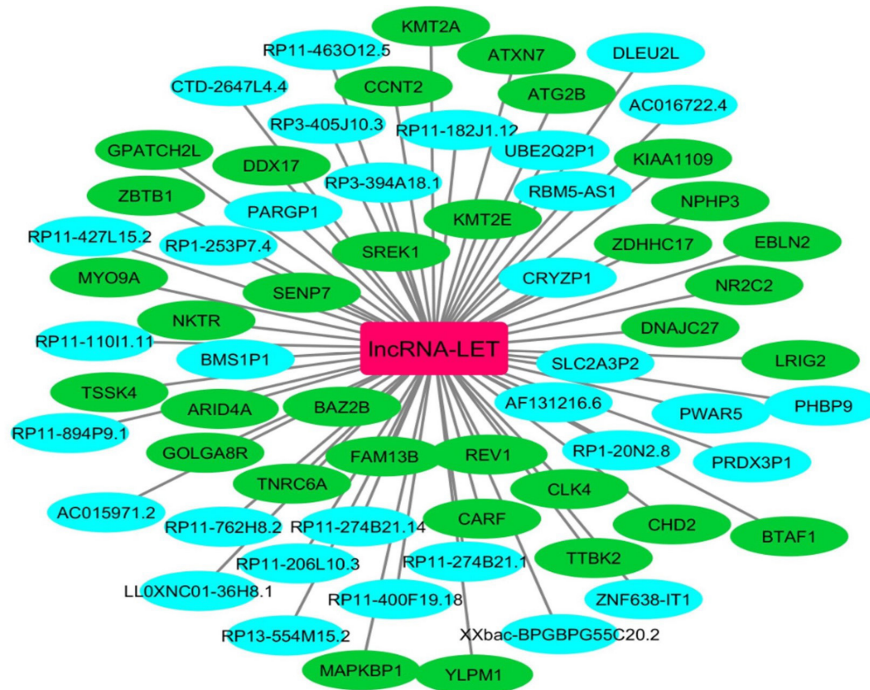 KMT2A
RP11-463O12.5
ATXN7
DLEU2L
CTD-2647L4.4
CCNT2
ATG2B
AC016722.4
RP3-405J10.3
RP11-182J1.12
UBE2Q2P1
GPATCH2L
DDX17
KIAA1109
RP3-394A18.1
RBM5-AS1
ZBTB1
PARGP1
NPHP3
KMT2E
RP11-427L15.2
RP1-253P7.4
SREK1
ZDHHC17
EBLN2
MYO9A
SENP7
CRYZP1
NR2C2
NKTR
DNAJC27
RP11-110I1.11
lncRNA-LET
BMS1P1
SLC2A3P2
LRIG2
TSSK4
ARID4A
BAZ2B
AF131216.6
PWAR5
PHBP9
RP11-894P9.1
GOLGA8R
FAM13B
REV1
RP1-20N2.8
PRDX3P1
TNRC6A
CLK4
AC015971.2
RP11-762H8.2
RP11-274B21.14
CARF
CHD2
BTAF1
RP11-206L10.3
RP11-274B21.1
TTBK2
LL0XNC01-36H8.1
RP11-400F19.18
ZNF638-IT1
RP13-554M15.2
XXbac-BPGBPG55C20.2
MAPKBP1
YLPM1